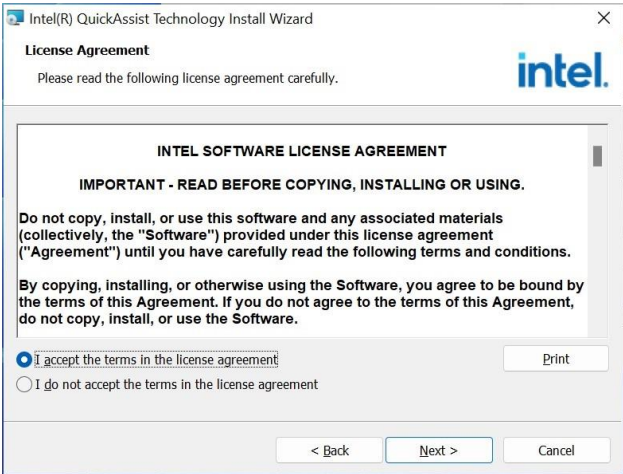 Intel(R) QuickAssist Technology Install Wizard
License Agreement
Please read the following license agreement carefully.
intel.
INTEL SOFTWARE LICENSE AGREEMENT
IMPORTANT - READ BEFORE COPYING, INSTALLING OR USING.
Do not copy, install, or use this software and any associated materials
(collectively, the "Software") provided under this license agreement
("Agreement") until you have carefully read the following terms and conditions.
By copying, installing, or otherwise using the Software, you agree to be bound by
the terms of this Agreement. If you do not agree to the terms of this Agreement,
do not copy, install, or use the Software.
I accept the terms in the license agreement
Print
I do not accept the terms in the license agreement
< Back
Next >
Cancel